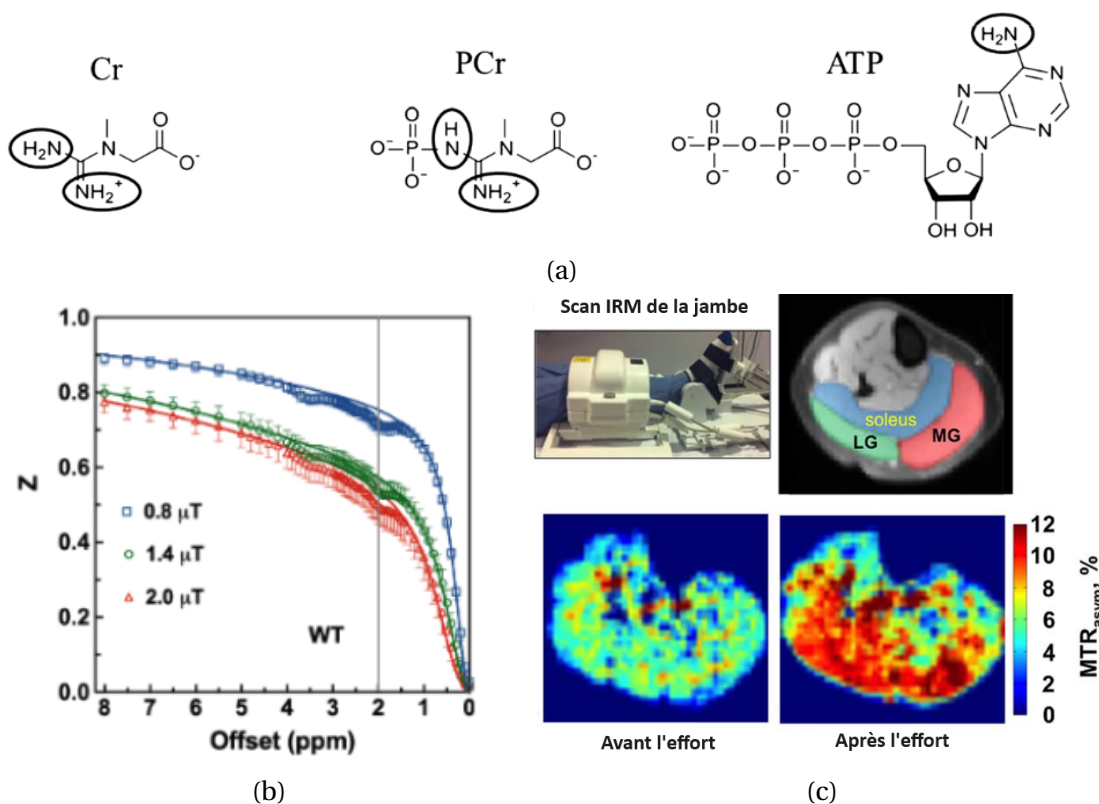 Cr
PCr
ATP
H₂N
N
O
O⁻
NH₂⁺
O
O⁻
P
O⁻
H
N
N
O
O⁻
NH₂⁺
O
O
O
O⁻
P
O
P
O
P
O
O⁻
O⁻
O⁻
H₂N
N
N
N
N
O
OH
OH
(a)
1.0
0.8
0.6
0.4
0.2
0.0
Z
0.8 μT
1.4 μT
2.0 μT
WT
8 7 6 5 4 3 2 1 0
Offset (ppm)
(b)
Scan IRM de la jambe
soleus
LG
MG
12
10
8
6
4
2
0
MTRasym, %
Avant l'effort
Après l'effort
(c)